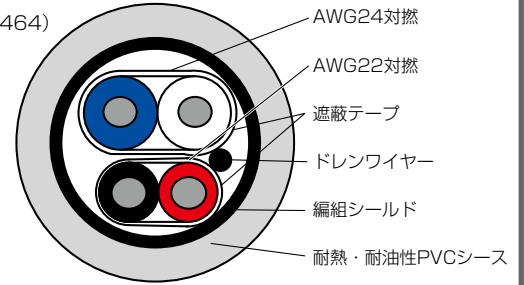 464)
AWG24対撚
AWG22対撚
遮蔽テープ
ドレンワイヤー
編組シールド
耐熱・耐油性PVCシース